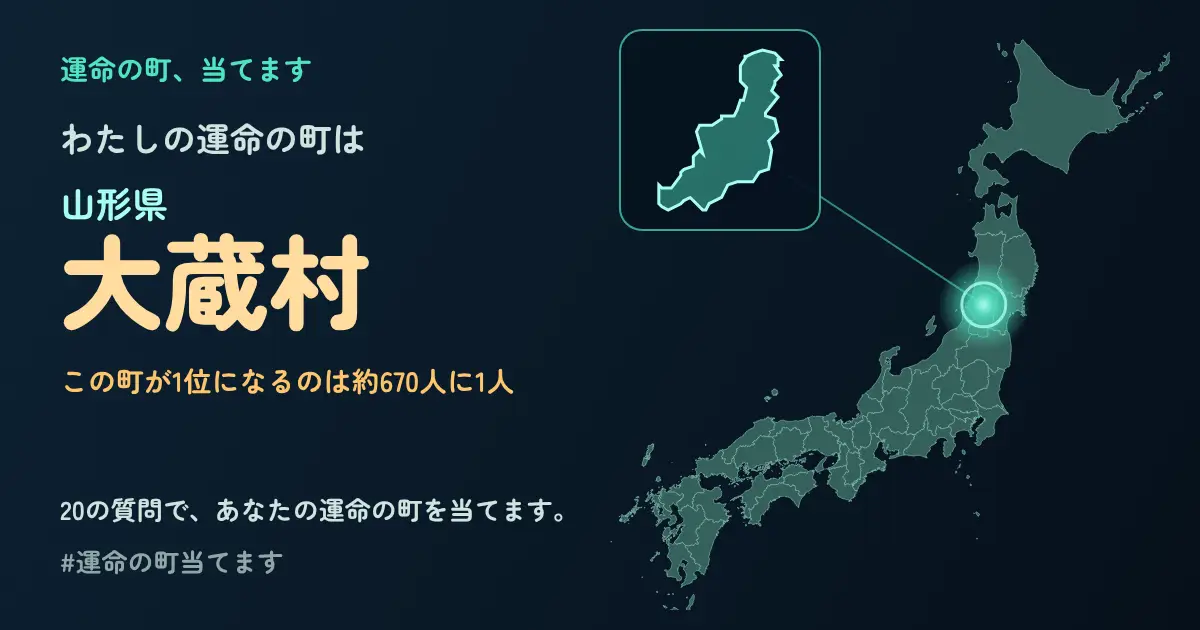 運命の町、当てます
わたしの運命の町は
山形県
大蔵村
この町が1位になるのは約670人に1人
20の質問で、あなたの運命の町を当てます。
#運命の町当てます